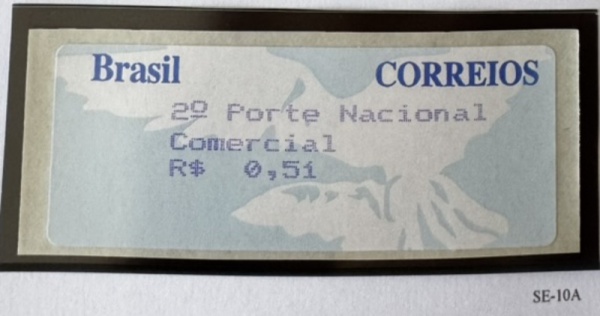 Brasil CORREIOS
2º Porte Nacional
Comercial
R$ 0,51
SE-10A